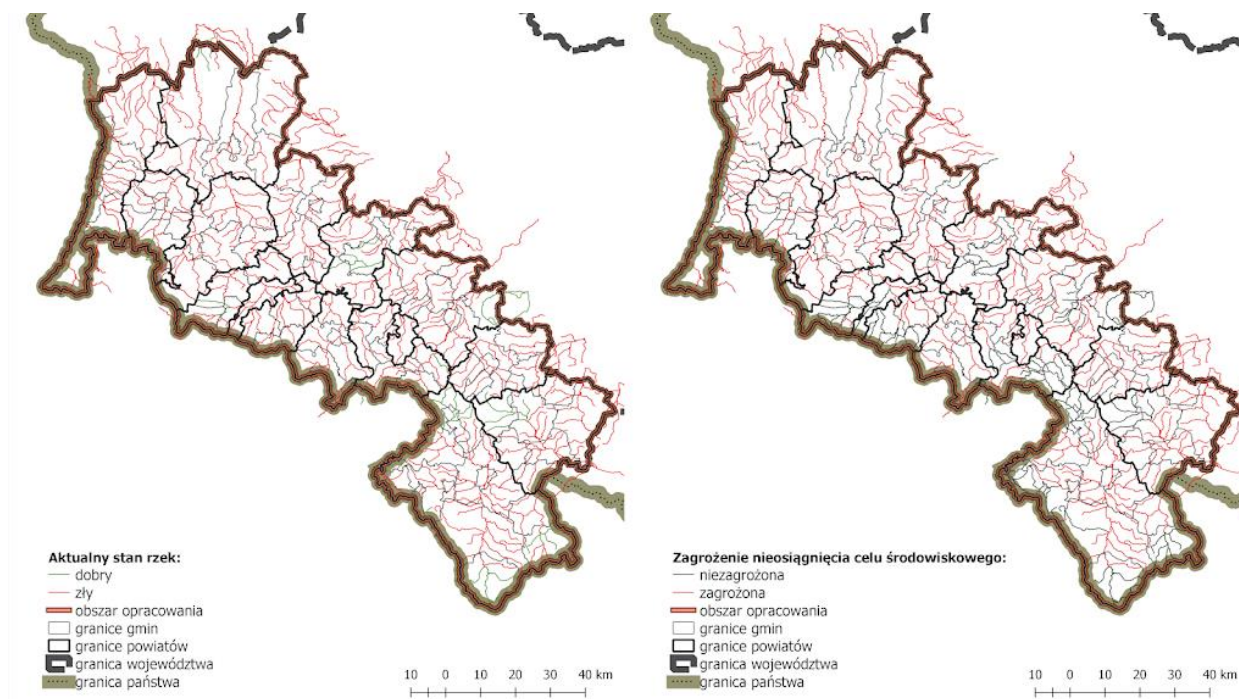 Aktualny stan rzek:
dobry
zły
obszar opracowania
granice gmin
granice powiatów
granica województwa
granica państwa
10 0 10 20 30 40 km
Zagrożenie nieosiągnięcia celu środowiskowego:
niezagrożona
zagrożona
obszar opracowania
granice gmin
granice powiatów
granica województwa
granica państwa
10 0 10 20 30 40 km